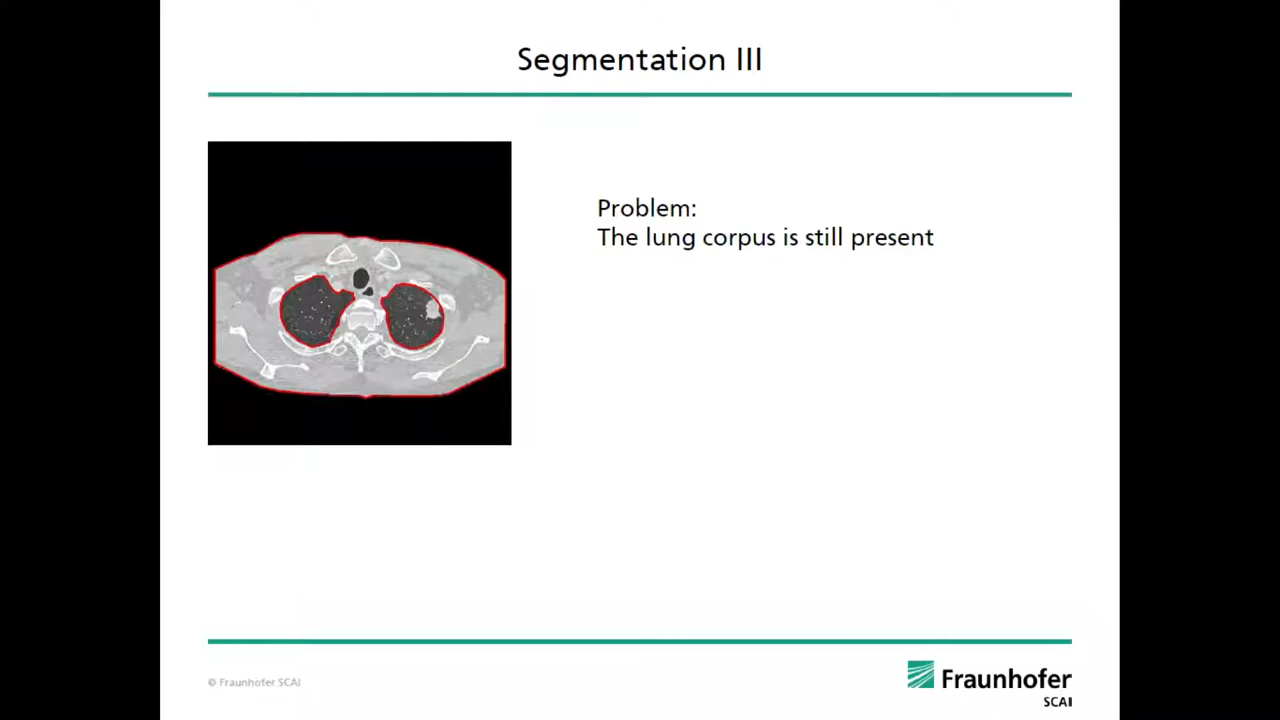 Segmentation III
Problem:
The lung corpus is still present
© Fraunhofer SCAI
Fraunhofer
SCAI